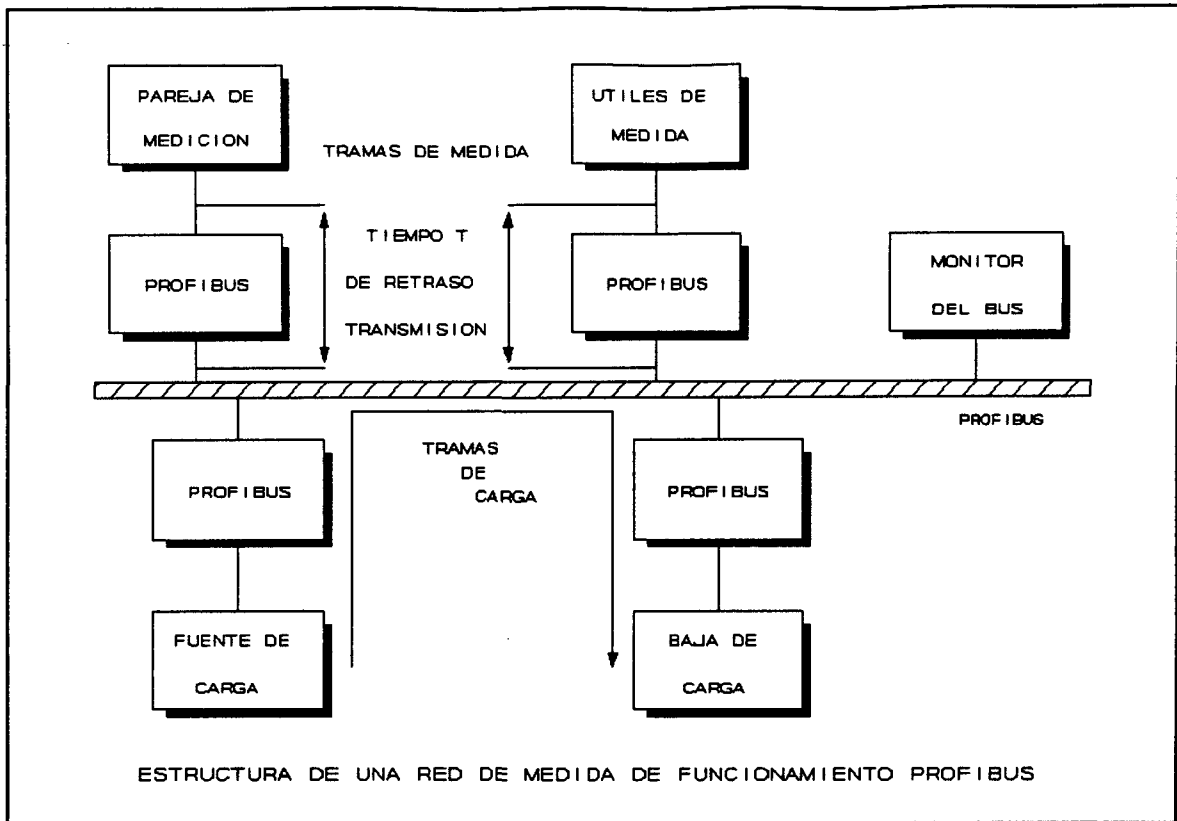 PAREJA DE
MEDICION
UTILES DE
MEDIDA
TRAMAS DE MEDIDA
TIEMPO T
DE RETRASO
TRANSMISION
PROFIBUS
PROFIBUS
MONITOR
DEL BUS
PROFIBUS
TRAMAS
DE
CARGA
PROFIBUS
PROFIBUS
FUENTE DE
CARGA
BAJA DE
CARGA
ESTRUCTURA DE UNA RED DE MEDIDA DE FUNCIONAMIENTO PROFIBUS